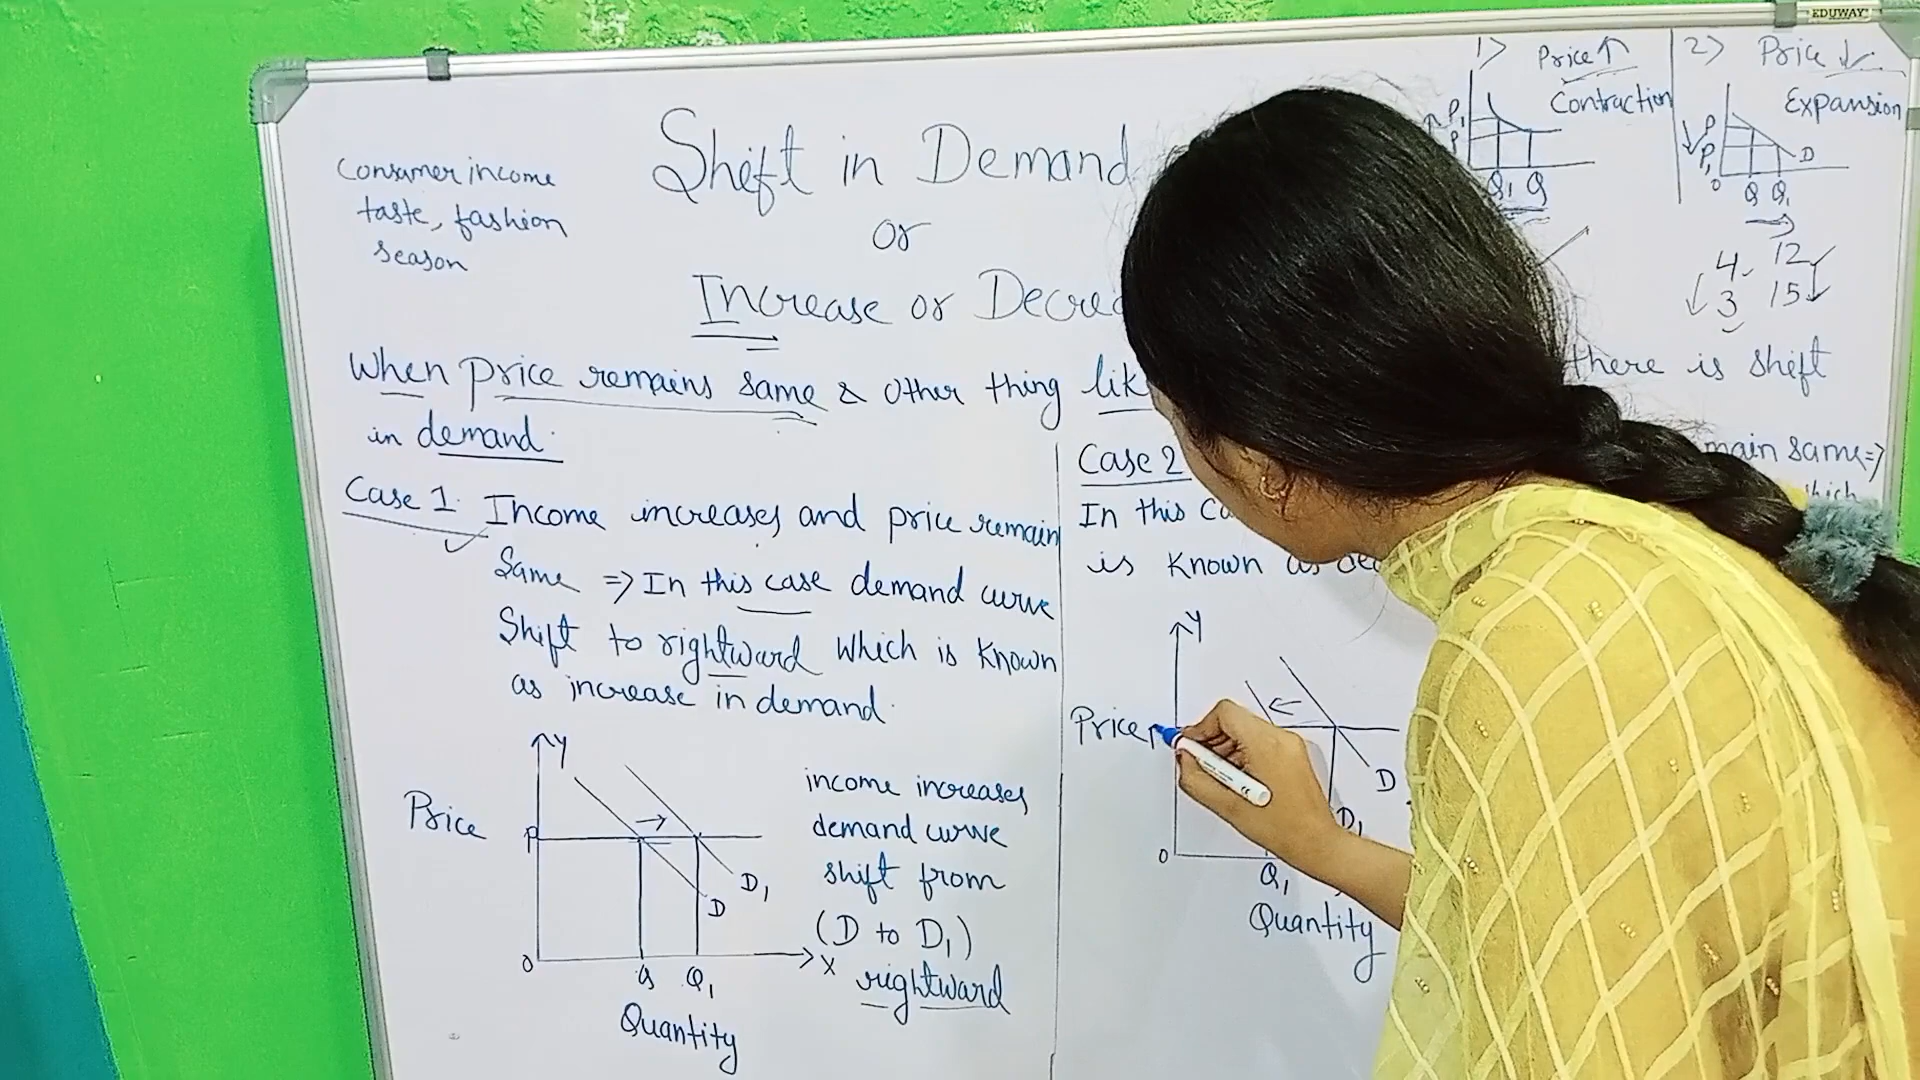 EDUWAY
1) Price ↑
Contraction
P1
Q1 Q
2) Price ↓
Expansion
P
P1
D
0
Q Q1
4 - 12
3 15
Consumer income
taste, fashion
season
Shift in Demand
or
Increase or
When price remains same & other thing
there is shift
in demand.
Case 1. Income increases and price remain
Same => In this case demand curve
Shift to rightward which is known
as increase in demand.
Y
Price
P
D1
D
0
Q Q1
X
Quantity
income increases
demand curve
shift from
(D to D1)
rightward
Case 2
same =>
In this
which
is known as
Y
Price
D
D1
0
Q1
Quantity